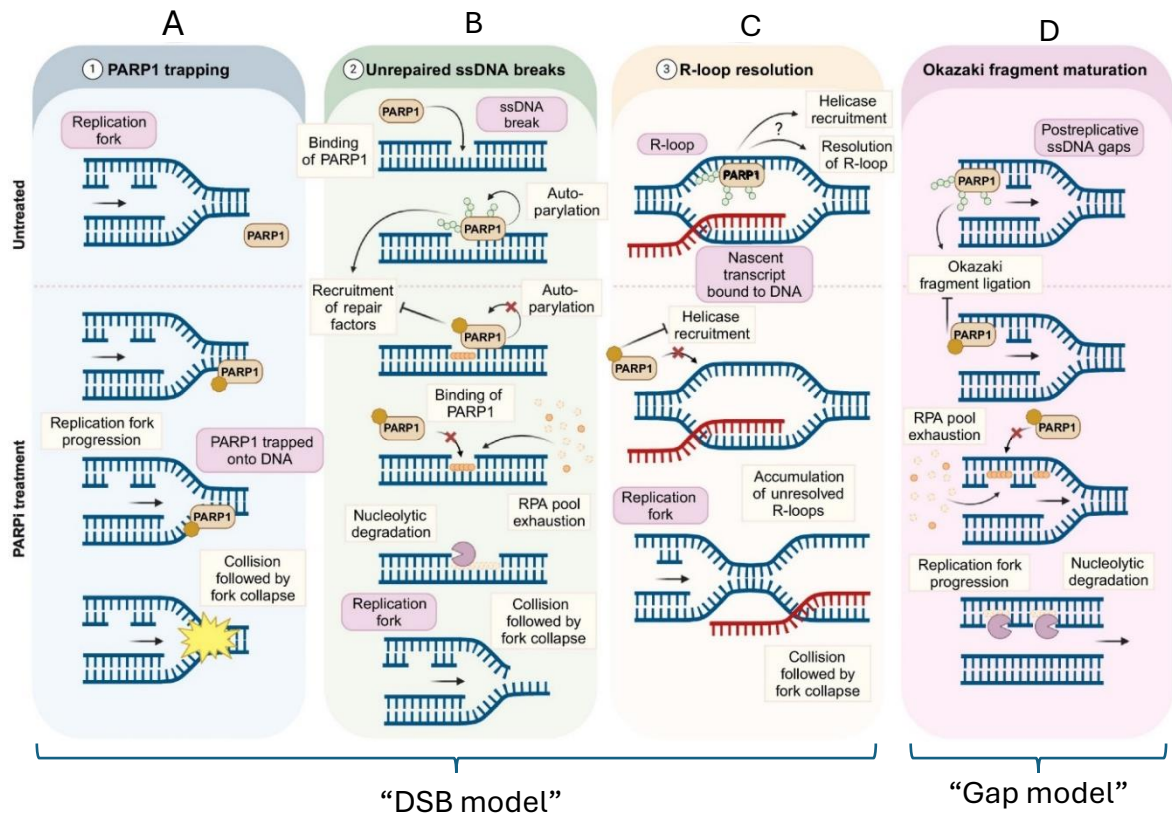 A
B
C
D
1 PARP1 trapping
2 Unrepaired ssDNA breaks
3 R-loop resolution
Okazaki fragment maturation
Untreated
PARPi treatment
Replication
fork
PARP1
PARP1
Replication fork
progression
PARP1 trapped
onto DNA
PARP1
Collision
followed by
fork collapse
PARP1
ssDNA
break
Binding
of PARP1
Auto-
parylation
PARP1
Recruitment
of repair
factors
Auto-
parylation
PARP1
Binding of
PARP1
PARP1
RPA pool
exhaustion
Nucleolytic
degradation
Replication
fork
Collision
followed by
fork collapse
Helicase
recruitment
?
R-loop
Resolution
of R-loop
PARP1
Nascent
transcript
bound to DNA
Helicase
recruitment
PARP1
Accumulation
of unresolved
R-loops
Replication
fork
Collision
followed by
fork collapse
Postreplicative
ssDNA gaps
PARP1
Okazaki
fragment ligation
PARP1
RPA pool
exhaustion
PARP1
Replication fork
progression
Nucleolytic
degradation
“DSB model”
“Gap model”